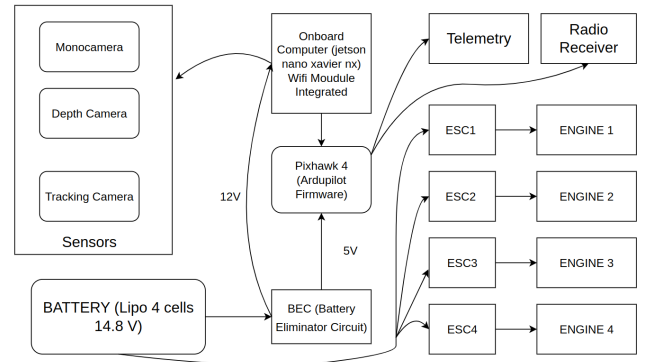 Monocamera
Depth Camera
Tracking Camera
Sensors
Onboard
Computer (jetson
nano xavier nx)
Wifi Moudule
Integrated
Telemetry
Radio
Receiver
Pixhawk 4
(Ardupilot
Firmware)
12V
5V
BATTERY (Lipo 4 cells
14.8 V)
BEC (Battery
Eliminator Circuit)
ESC1
ENGINE 1
ESC2
ENGINE 2
ESC3
ENGINE 3
ESC4
ENGINE 4